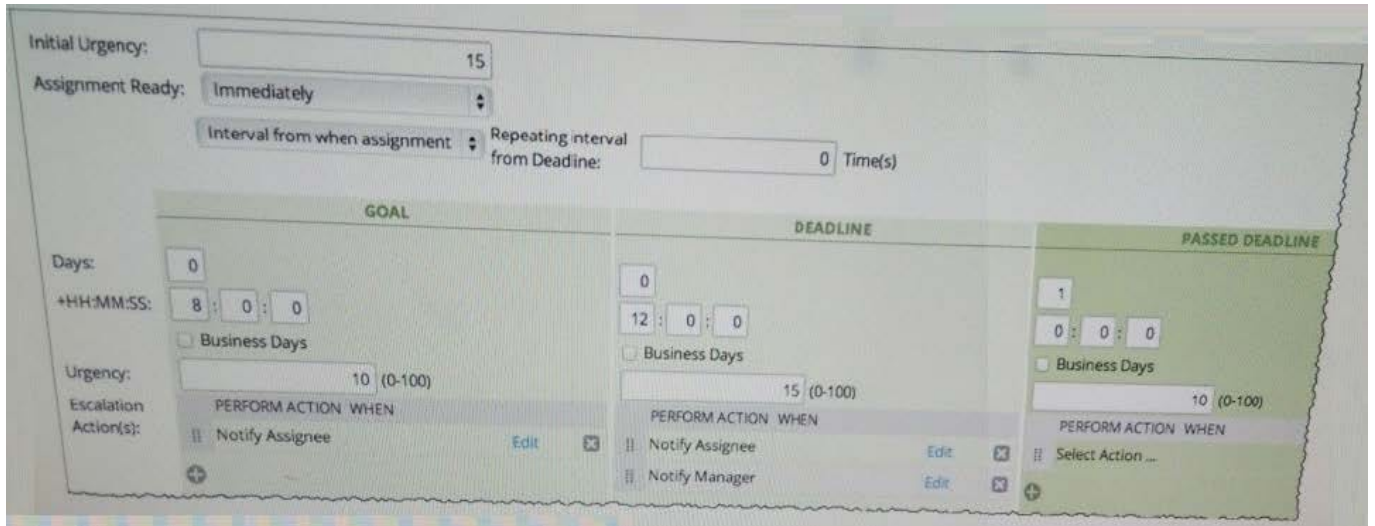 Initial Urgency: 15
Assignment Ready: Immediately
Interval from when assignment Repeating interval
from Deadline: 0 Time(s)
GOAL DEADLINE PASSED DEADLINE
Days: 0 0 1
+HH:MM:SS: 8 : 0 : 0 12 : 0 : 0 0 : 0 : 0
Business Days Business Days Business Days
Urgency: 10 (0-100) 15 (0-100) 10 (0-100)
Escalation PERFORM ACTION WHEN PERFORM ACTION WHEN PERFORM ACTION WHEN
Action(s): Notify Assignee Edit Notify Assignee Edit Select Action ...
Notify Manager Edit